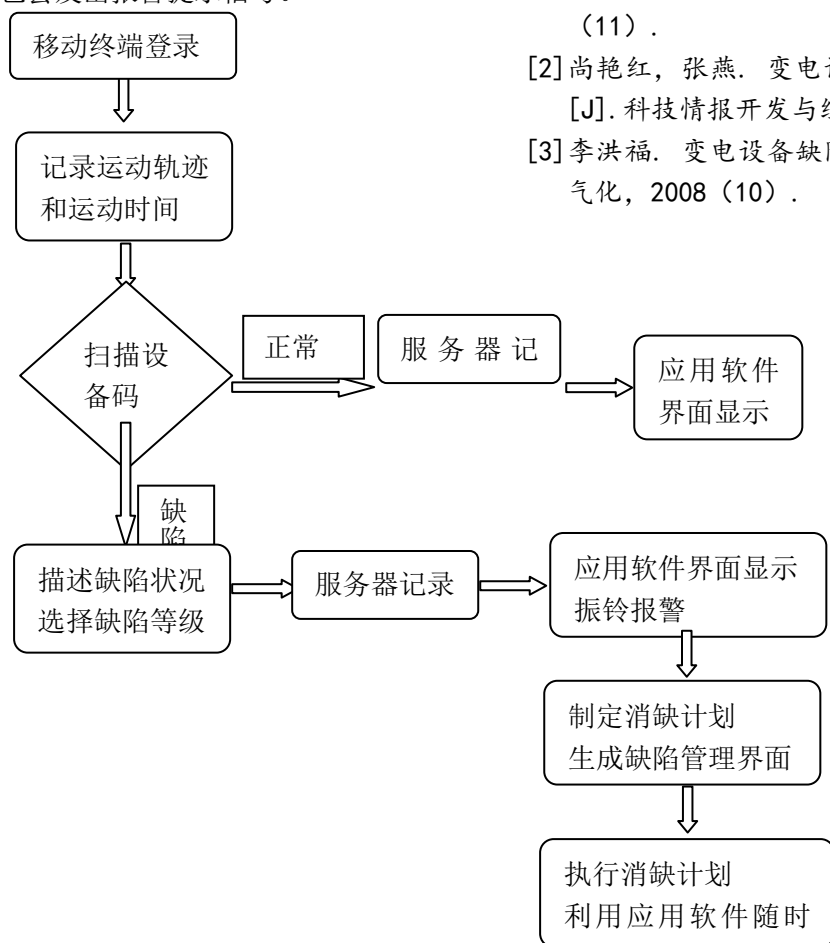 移动终端登录
记录运动轨迹
和运动时间
扫描设
备码
正常
服务器记
应用软件
界面显示
缺
陷
描述缺陷状况
选择缺陷等级
服务器记录
应用软件界面显示
振铃报警
制定消缺计划
生成缺陷管理界面
执行消缺计划
利用应用软件随时
（11）.
[2]尚艳红，张燕. 变电
[J].科技情报开发与
[3]李洪福. 变电设备缺
气化，2008（10）.